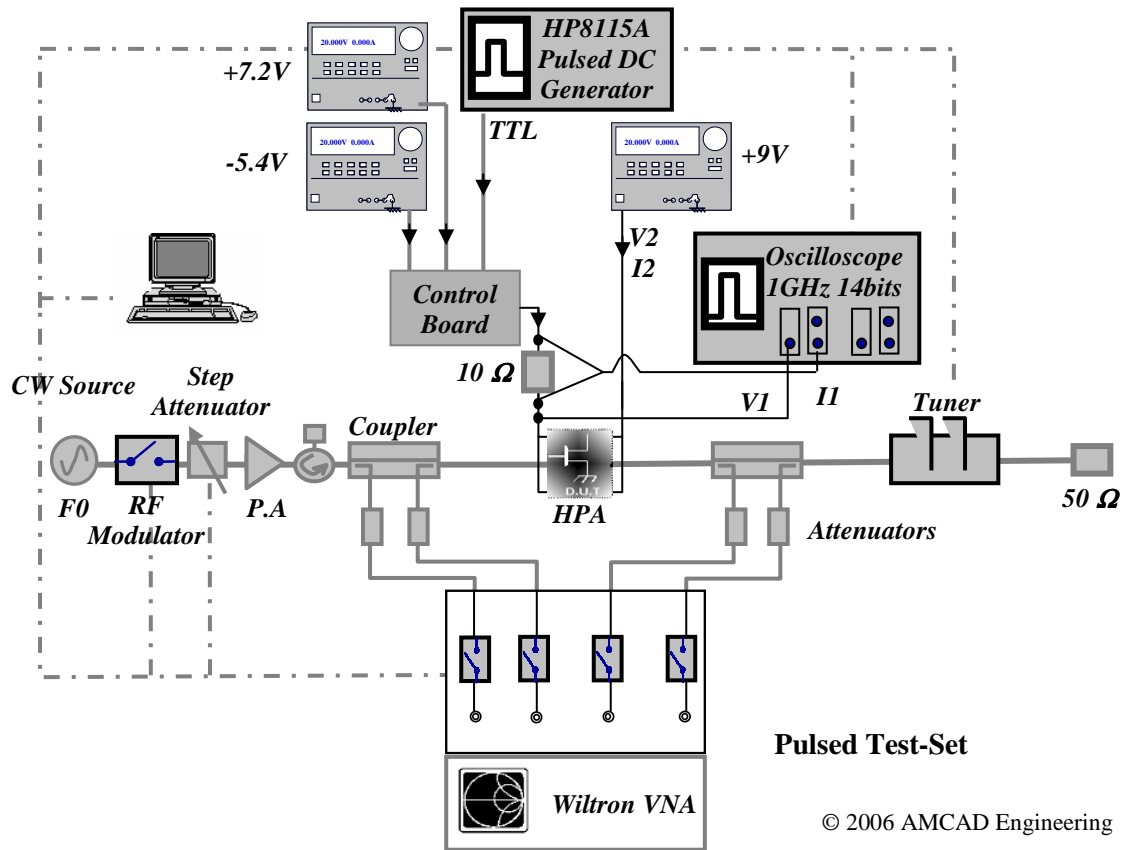 HP8115A
Pulsed DC
Generator
20.000V 0.000A
+7.2V
TTL
20.000V 0.000A
-5.4V
20.000V 0.000A
+9V
V2
I2
Oscilloscope
1GHz 14bits
Control
Board
10 Ω
V1
I1
CW Source
Step
Attenuator
Coupler
Tuner
F0
RF
Modulator
P.A
D.U.T
HPA
50 Ω
Attenuators
Pulsed Test-Set
Wiltron VNA
© 2006 AMCAD Engineering